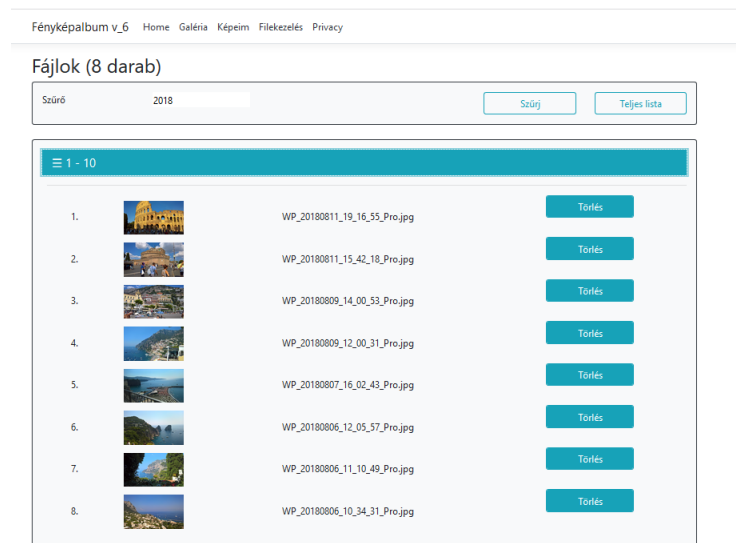 Fényképalbum v_6 Home Galéria Képeim Filekezelés Privacy
Fájlok (8 darab)
Szűrő 2018 Szűrj Teljes lista
☰ 1 - 10
1. WP_20180811_19_16_55_Pro.jpg Törlés
2. WP_20180811_15_42_18_Pro.jpg Törlés
3. WP_20180809_14_00_53_Pro.jpg Törlés
4. WP_20180809_12_00_31_Pro.jpg Törlés
5. WP_20180807_16_02_43_Pro.jpg Törlés
6. WP_20180806_12_05_57_Pro.jpg Törlés
7. WP_20180806_11_10_49_Pro.jpg Törlés
8. WP_20180806_10_34_31_Pro.jpg Törlés